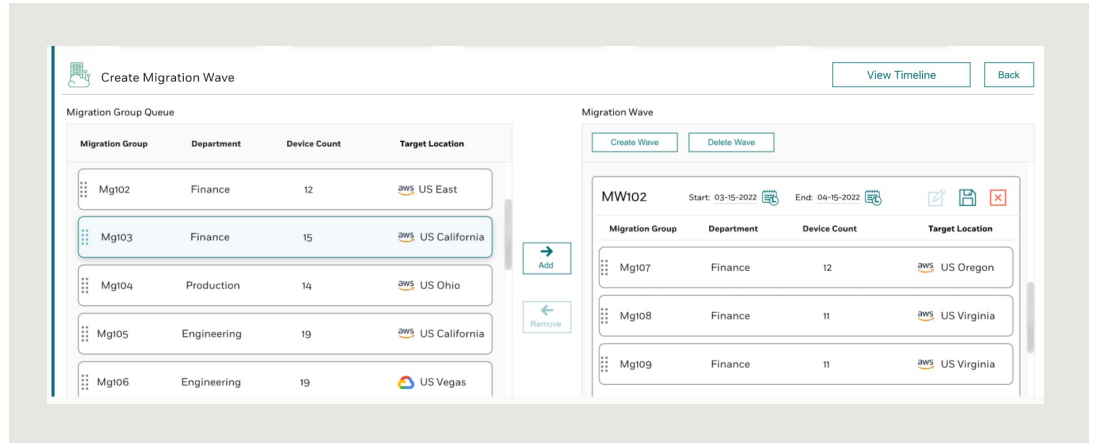 Create Migration Wave
View Timeline
Back
Migration Group Queue
Migration Group Department Device Count Target Location
Mg102 Finance 12 aws US East
Mg103 Finance 15 aws US California
Mg104 Production 14 aws US Ohio
Mg105 Engineering 19 aws US California
Mg106 Engineering 19 US Vegas
Add
Remove
Migration Wave
Create Wave Delete Wave
MW102 Start: 03-15-2022 End: 04-15-2022
Migration Group Department Device Count Target Location
Mg107 Finance 12 aws US Oregon
Mg108 Finance 11 aws US Virginia
Mg109 Finance 11 aws US Virginia